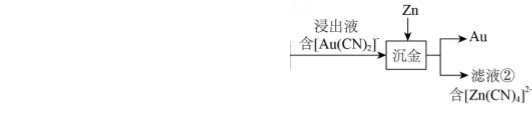 Zn
浸出液
含[Au(CN)₂]⁻
沉金
Au
滤液②
含[Zn(CN)₄]²⁻